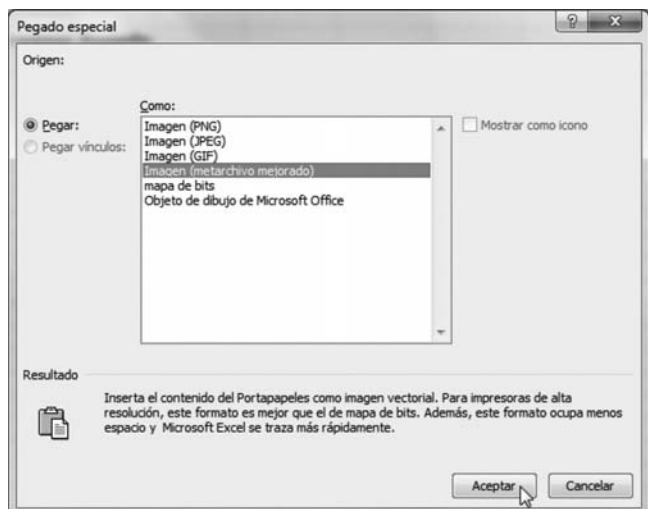 Pegado especial
Origen:
Como:
Pegar:
Pegar vínculos:
Imagen (PNG)
Imagen (JPEG)
Imagen (GIF)
Imagen (metarchivo mejorado)
mapa de bits
Objeto de dibujo de Microsoft Office
Mostrar como icono
Resultado
Inserta el contenido del Portapapeles como imagen vectorial. Para impresoras de alta
resolución, este formato es mejor que el de mapa de bits. Además, este formato ocupa menos
espacio y Microsoft Excel se traza más rápidamente.
Aceptar
Cancelar